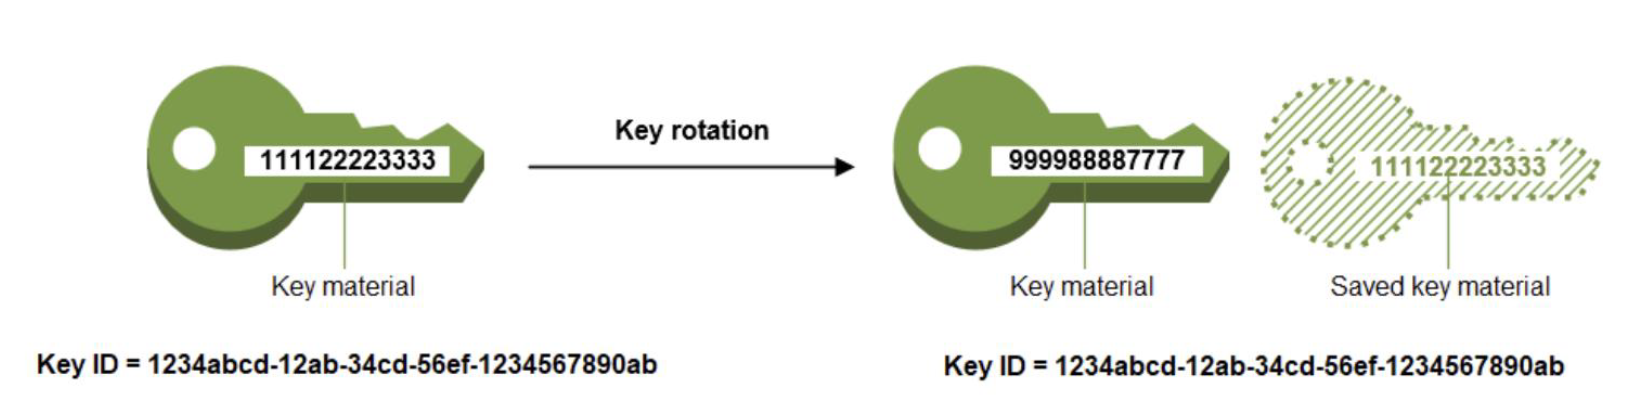 Key rotation
111122223333
999988887777
111122223333
Key material
Key material
Saved key material
Key ID = 1234abcd-12ab-34cd-56ef-1234567890ab
Key ID = 1234abcd-12ab-34cd-56ef-1234567890ab